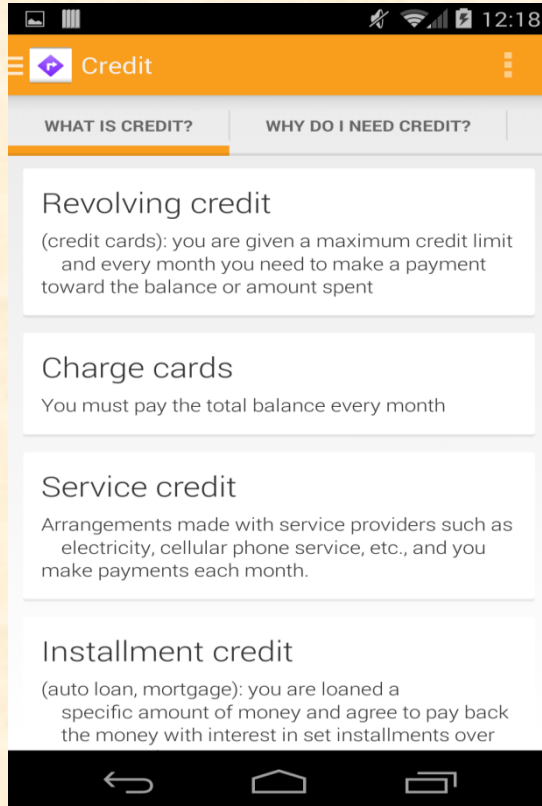 12:18
Credit
WHAT IS CREDIT?
WHY DO I NEED CREDIT?
Revolving credit
(credit cards): you are given a maximum credit limit
and every month you need to make a payment
toward the balance or amount spent
Charge cards
You must pay the total balance every month
Service credit
Arrangements made with service providers such as
electricity, cellular phone service, etc., and you
make payments each month.
Installment credit
(auto loan, mortgage): you are loaned a
specific amount of money and agree to pay back
the money with interest in set installments over